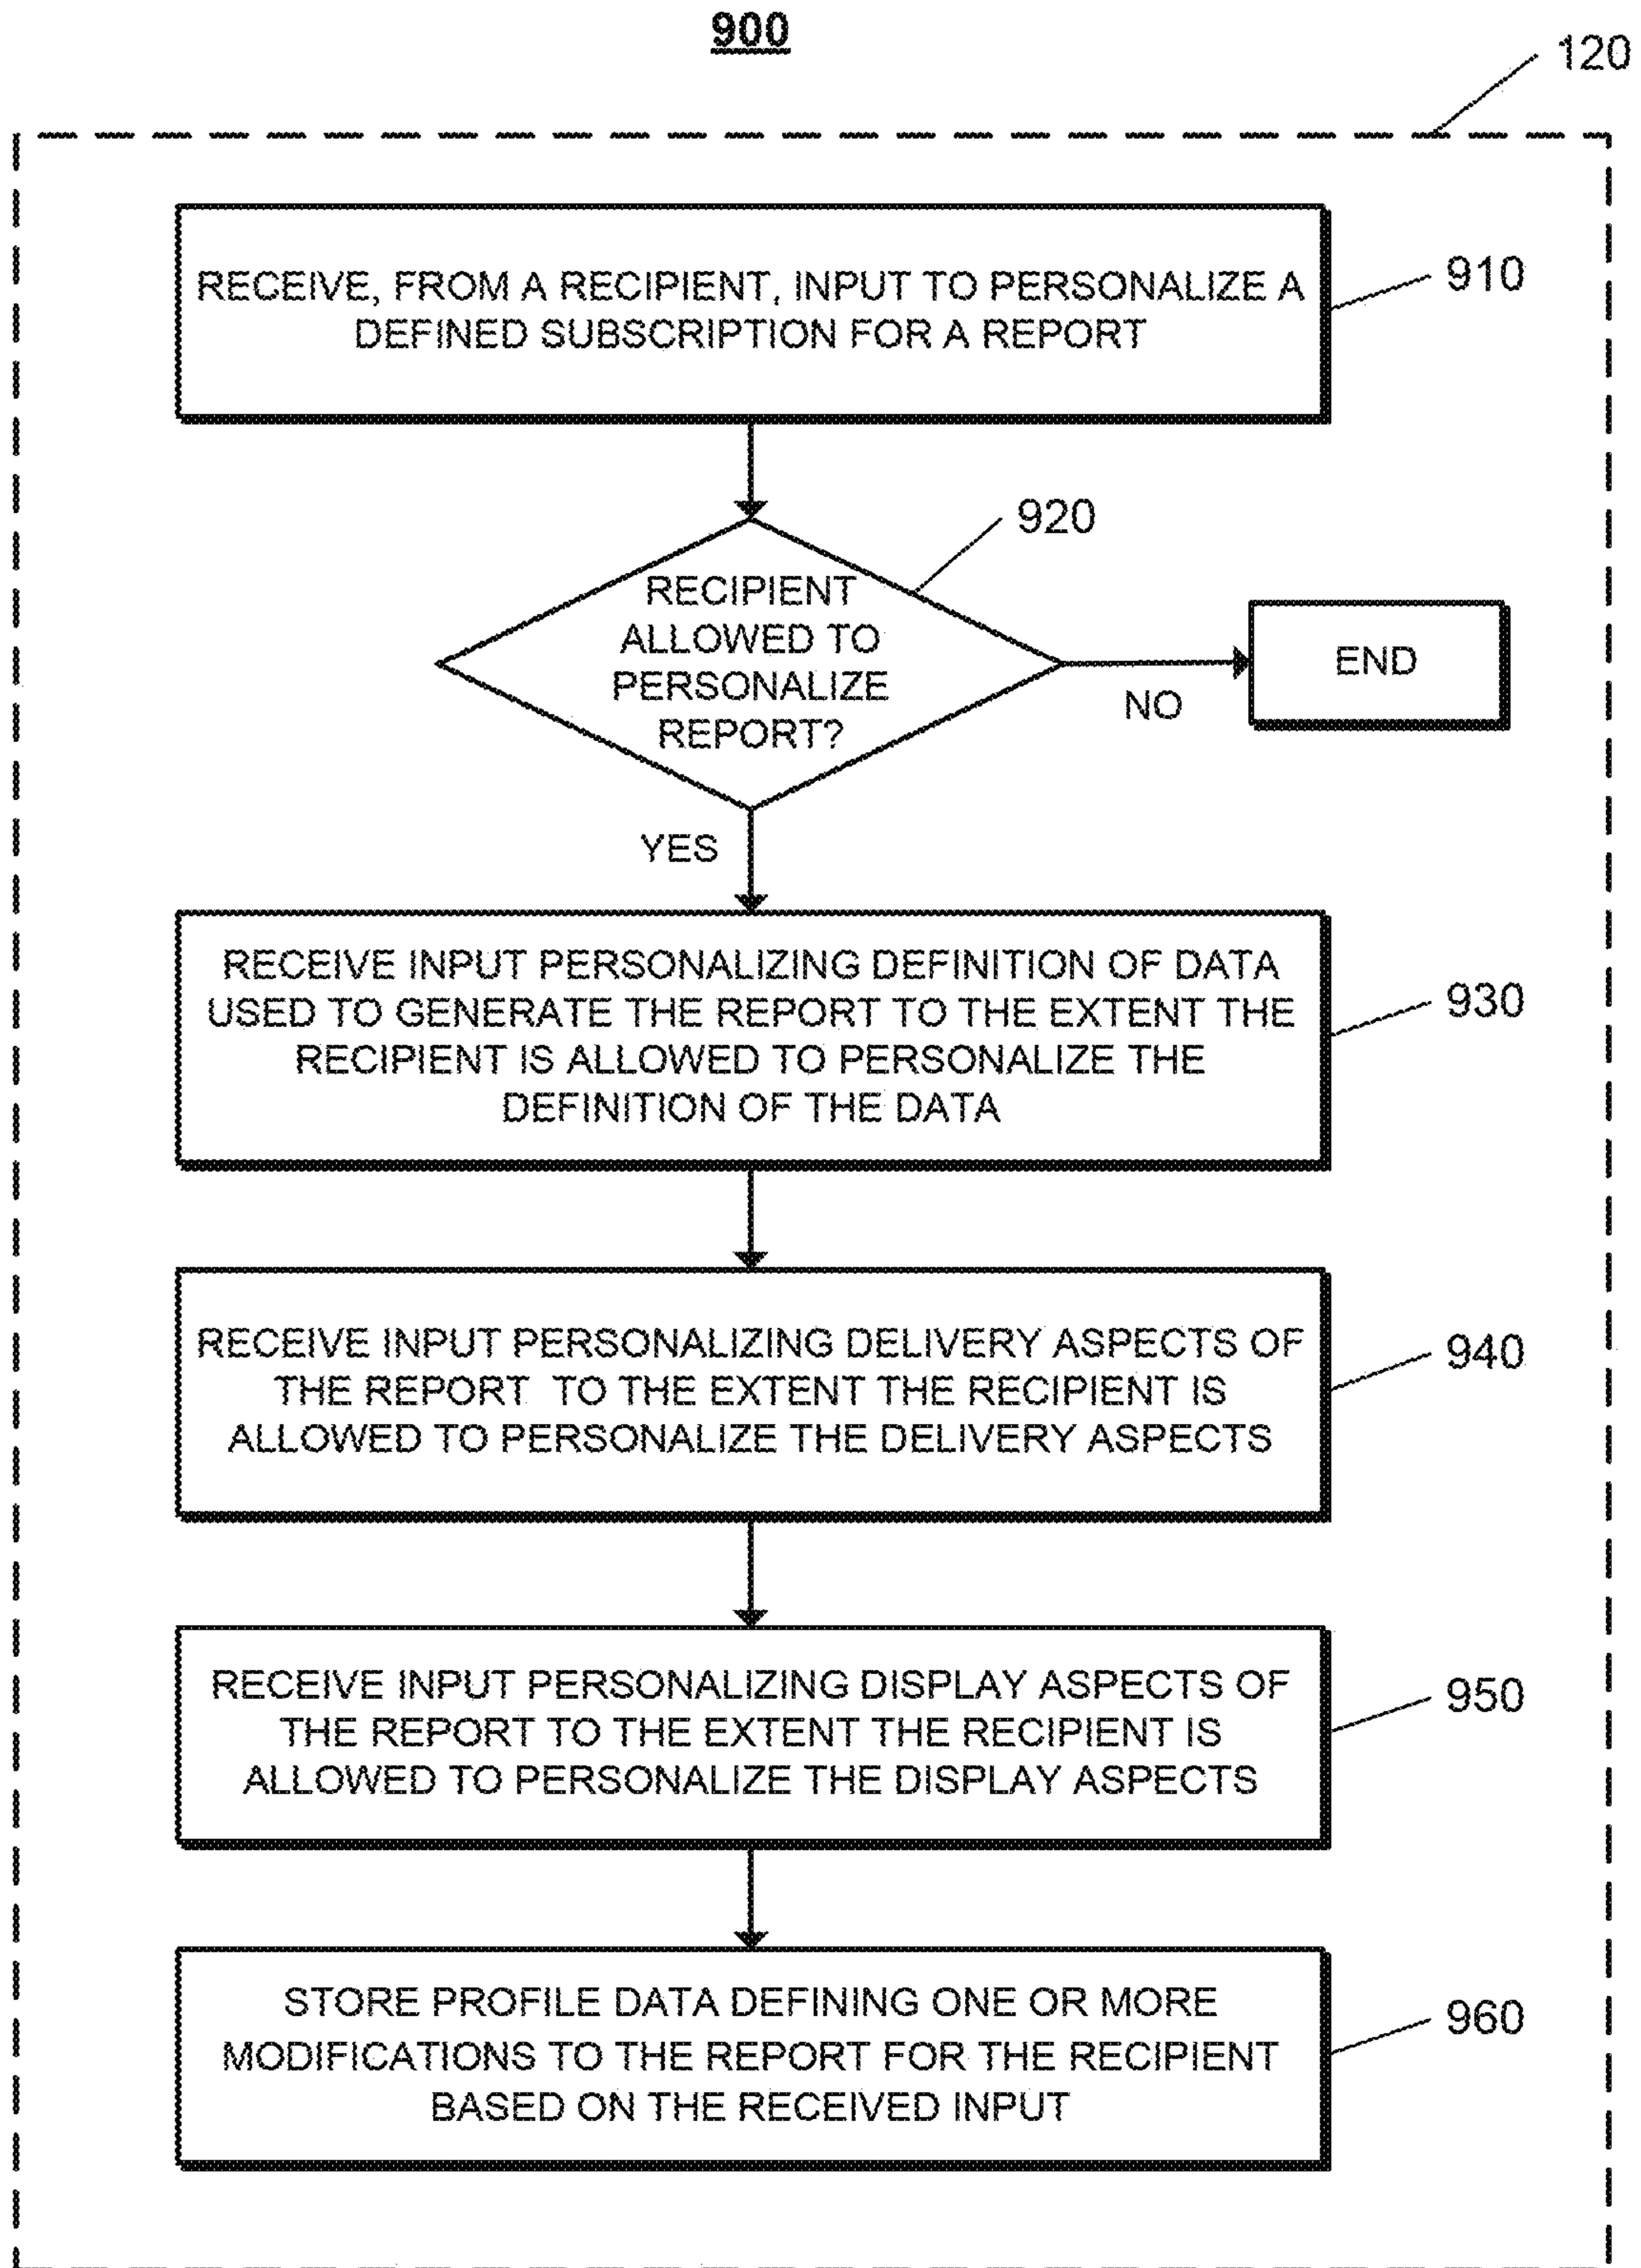 900
120
RECEIVE, FROM A RECIPIENT, INPUT TO PERSONALIZE A
DEFINED SUBSCRIPTION FOR A REPORT
910
920
RECIPIENT
ALLOWED TO
PERSONALIZE
REPORT?
END
NO
YES
RECEIVE INPUT PERSONALIZING DEFINITION OF DATA
USED TO GENERATE THE REPORT TO THE EXTENT THE
RECIPIENT IS ALLOWED TO PERSONALIZE THE
DEFINITION OF THE DATA
930
RECEIVE INPUT PERSONALIZING DELIVERY ASPECTS OF
THE REPORT TO THE EXTENT THE RECIPIENT IS
ALLOWED TO PERSONALIZE THE DELIVERY ASPECTS
940
RECEIVE INPUT PERSONALIZING DISPLAY ASPECTS OF
THE REPORT TO THE EXTENT THE RECIPIENT IS
ALLOWED TO PERSONALIZE THE DISPLAY ASPECTS
950
STORE PROFILE DATA DEFINING ONE OR MORE
MODIFICATIONS TO THE REPORT FOR THE RECIPIENT
BASED ON THE RECEIVED INPUT
960